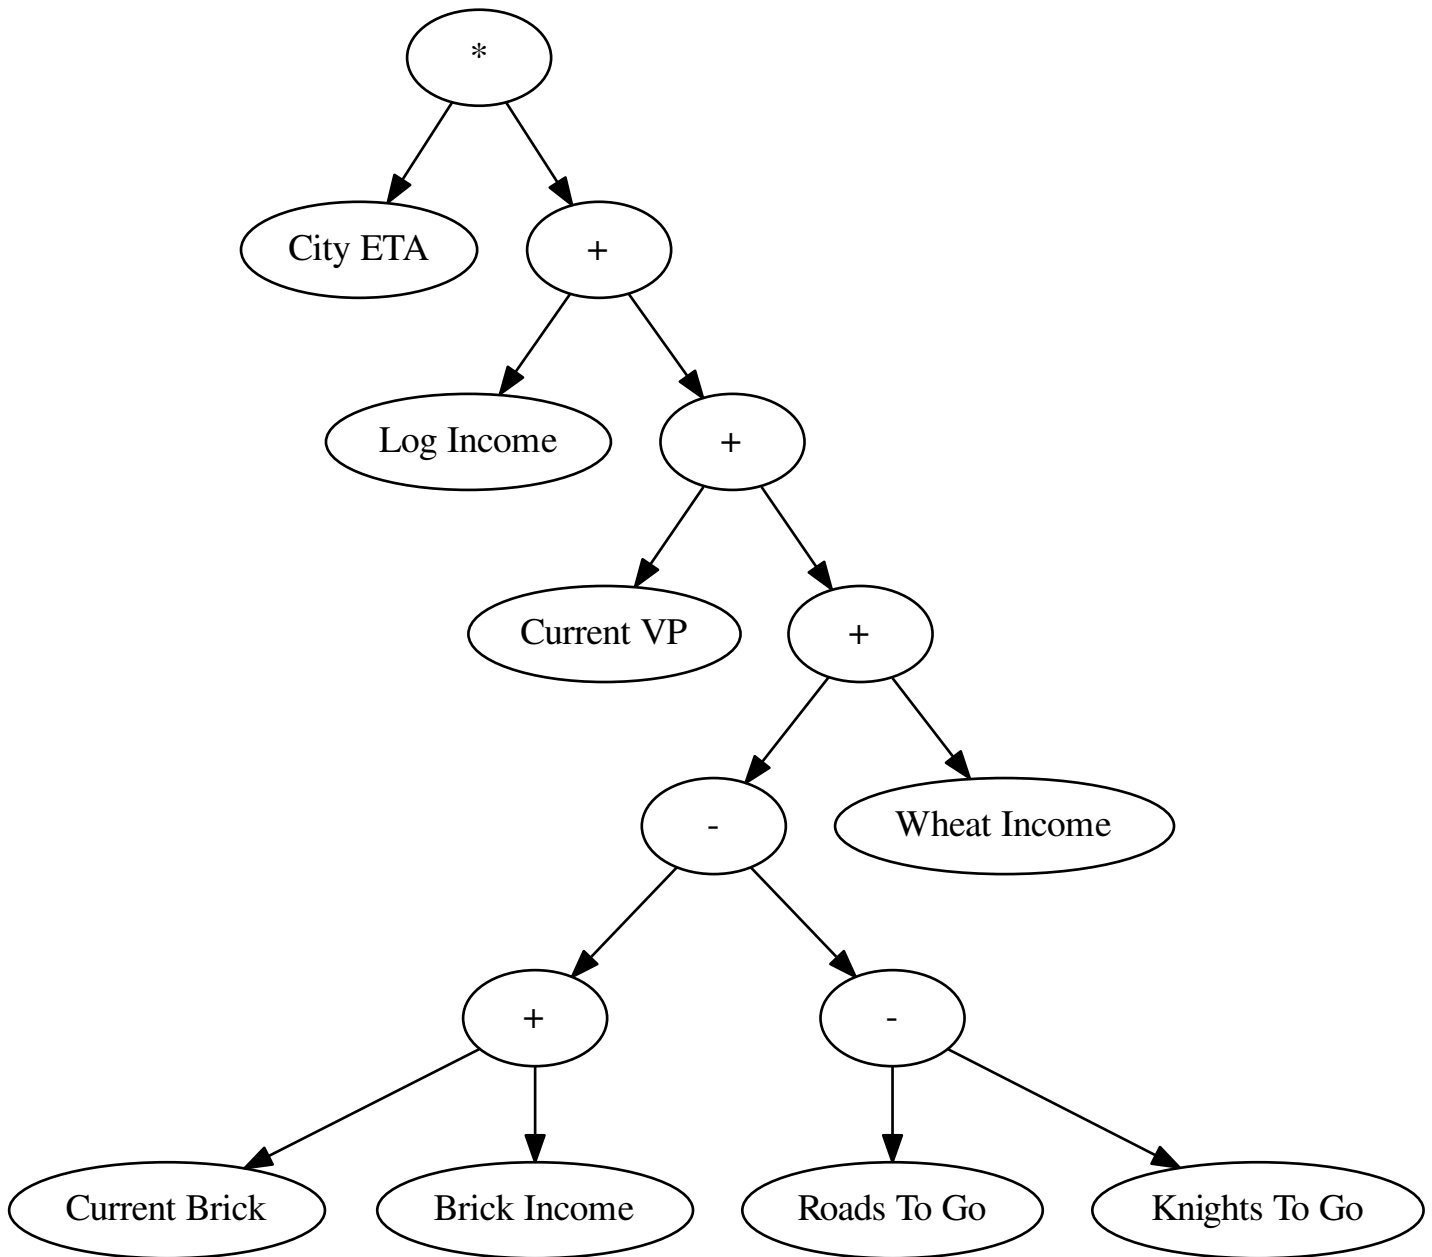 *
City ETA
+
Log Income
+
Current VP
+
-
Wheat Income
+
-
Current Brick
Brick Income
Roads To Go
Knights To Go